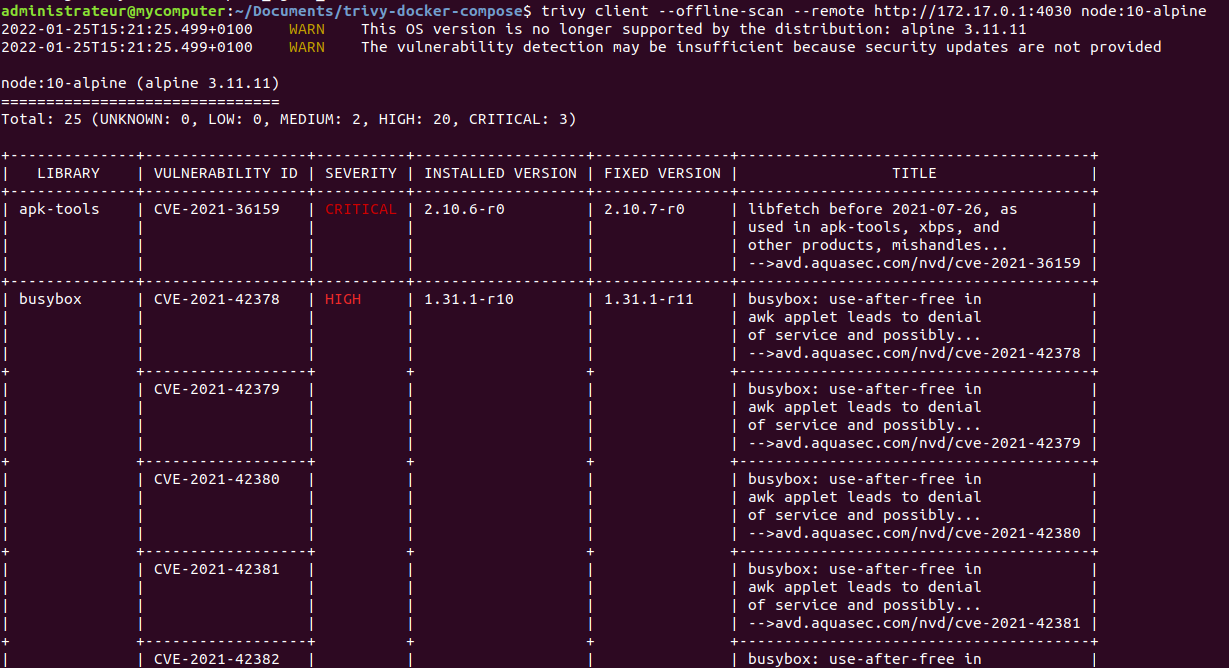 administrateur@mycomputer:~/Documents/trivy-docker-compose$ trivy client --offline-scan --remote http://172.17.0.1:4030 node:10-alpine
2022-01-25T15:21:25.499+0100    WARN    This OS version is no longer supported by the distribution: alpine 3.11.11
2022-01-25T15:21:25.499+0100    WARN    The vulnerability detection may be insufficient because security updates are not provided

node:10-alpine (alpine 3.11.11)
===============================
Total: 25 (UNKNOWN: 0, LOW: 0, MEDIUM: 2, HIGH: 20, CRITICAL: 3)

+--------------+------------------+----------+-------------------+---------------+---------------------------------------+
|   LIBRARY    | VULNERABILITY ID | SEVERITY | INSTALLED VERSION | FIXED VERSION |                 TITLE                 |
+--------------+------------------+----------+-------------------+---------------+---------------------------------------+
| apk-tools    | CVE-2021-36159   | CRITICAL | 2.10.6-r0         | 2.10.7-r0     | libfetch before 2021-07-26, as        |
|              |                  |          |                   |               | used in apk-tools, xbps, and          |
|              |                  |          |                   |               | other products, mishandles...         |
|              |                  |          |                   |               | -->avd.aquasec.com/nvd/cve-2021-36159 |
+--------------+------------------+----------+-------------------+---------------+---------------------------------------+
| busybox      | CVE-2021-42378   | HIGH     | 1.31.1-r10        | 1.31.1-r11    | busybox: use-after-free in            |
|              |                  |          |                   |               | awk applet leads to denial            |
|              |                  |          |                   |               | of service and possibly...            |
|              |                  |          |                   |               | -->avd.aquasec.com/nvd/cve-2021-42378 |
+              +------------------+          +                   +               +---------------------------------------+
|              | CVE-2021-42379   |          |                   |               | busybox: use-after-free in            |
|              |                  |          |                   |               | awk applet leads to denial            |
|              |                  |          |                   |               | of service and possibly...            |
|              |                  |          |                   |               | -->avd.aquasec.com/nvd/cve-2021-42379 |
+              +------------------+          +                   +               +---------------------------------------+
|              | CVE-2021-42380   |          |                   |               | busybox: use-after-free in            |
|              |                  |          |                   |               | awk applet leads to denial            |
|              |                  |          |                   |               | of service and possibly...            |
|              |                  |          |                   |               | -->avd.aquasec.com/nvd/cve-2021-42380 |
+              +------------------+          +                   +               +---------------------------------------+
|              | CVE-2021-42381   |          |                   |               | busybox: use-after-free in            |
|              |                  |          |                   |               | awk applet leads to denial            |
|              |                  |          |                   |               | of service and possibly...            |
|              |                  |          |                   |               | -->avd.aquasec.com/nvd/cve-2021-42381 |
+              +------------------+          +                   +               +---------------------------------------+
|              | CVE-2021-42382   |          |                   |               | busybox: use-after-free in            |